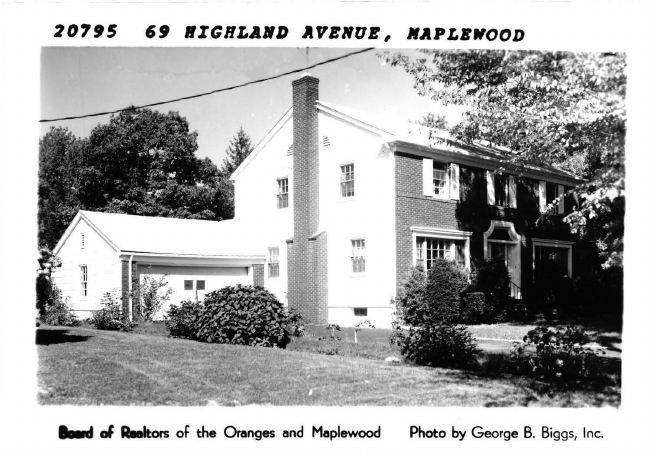 20795 69 HIGHLAND AVENUE, MAPLEWOOD
Board of Realtors of the Oranges and Maplewood Photo by George B. Biggs, Inc.